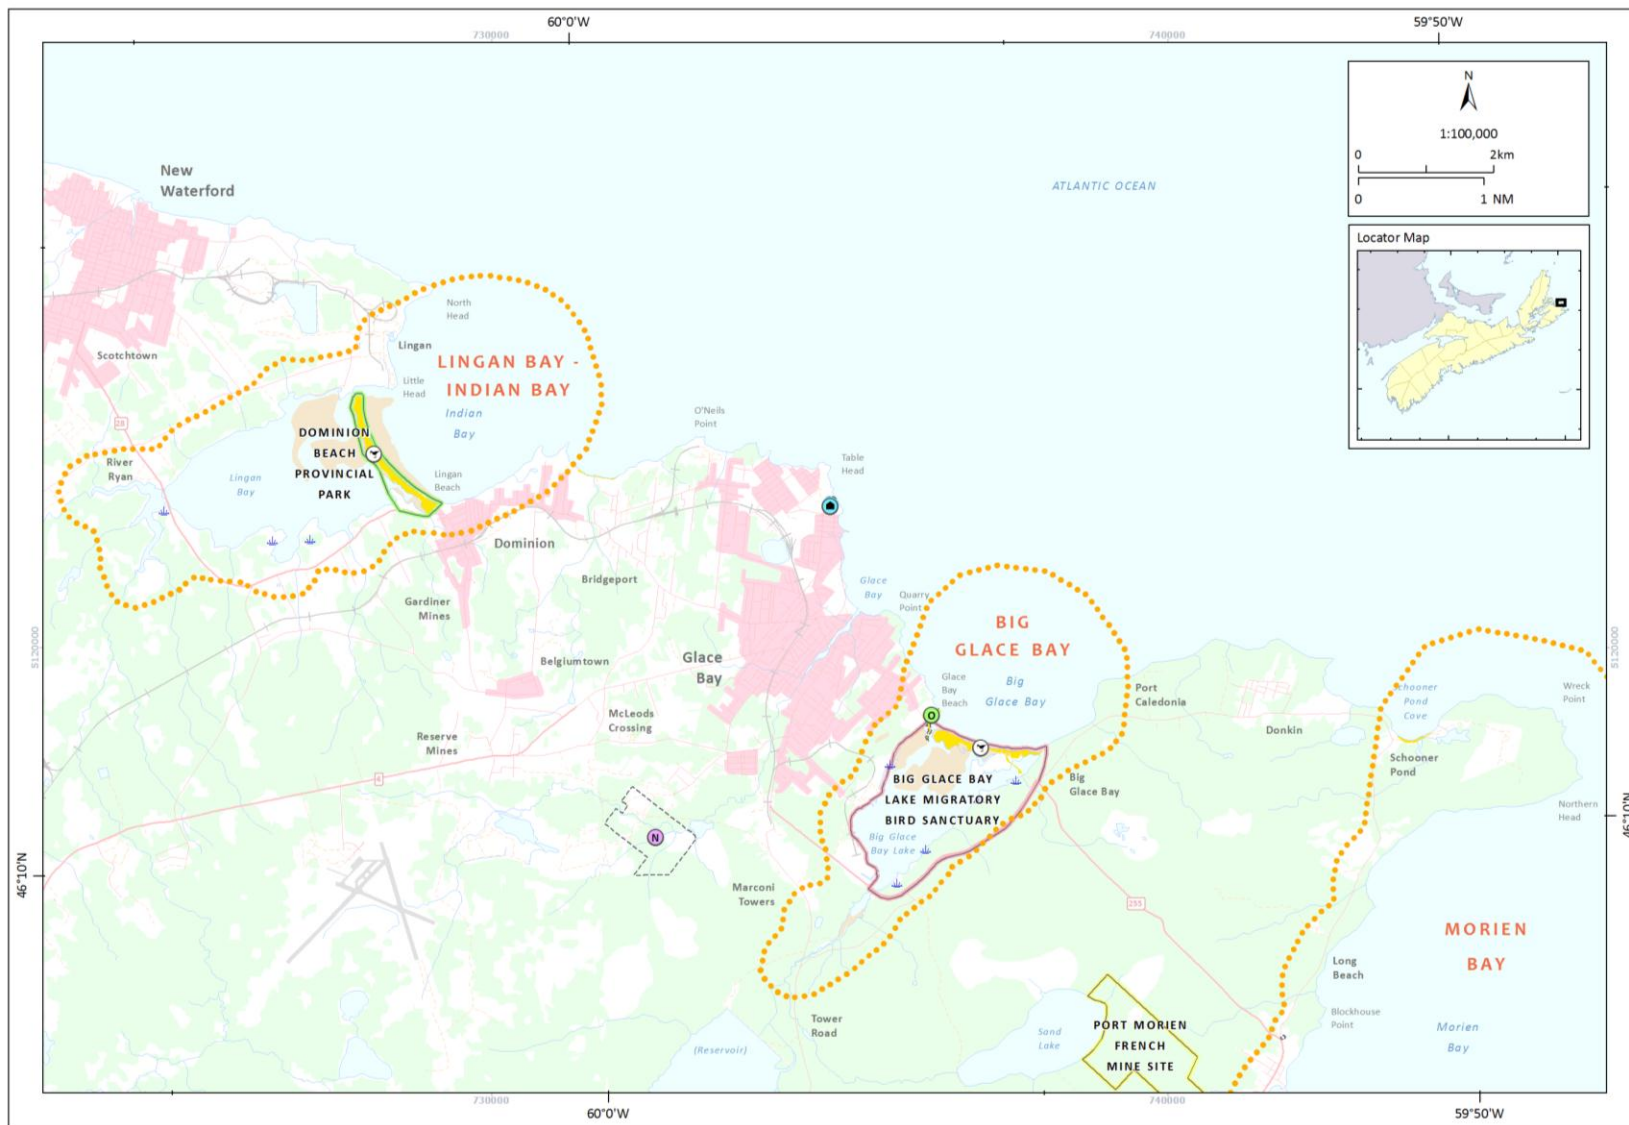 60°0'W
59°50'W
730000
740000
N
1:100,000
0
2km
0
1 NM
Locator Map
ATLANTIC OCEAN
New
Waterford
North
Head
Scotchtown
Lingan
LINGAN BAY -
INDIAN BAY
Little
Head
Indian
Bay
28
O'Neils
Point
DOMINION
BEACH
PROVINCIAL
PARK
River
Ryan
Lingan
Bay
Lingan
Beach
Table
Head
Dominion
Bridgeport
Glace
Bay
Quarry
Point
Gardiner
Mines
BIG
GLACE BAY
5120000
5120000
Belgiumtown
Glace
Bay
Glace
Bay
Beach
Big
Glace Bay
Port
Caledonia
Schooner
Pond
Cove
Wreck
Point
McLeods
Crossing
O
Donkin
Reserve
Mines
Schooner
Pond
4
BIG GLACE BAY
LAKE MIGRATORY
BIRD SANCTUARY
Big
Glace Bay
Northern
Head
N
Big Glace
Bay Lake
46°10'N
46°10'N
Marconi
Towers
255
MORIEN
BAY
Long
Beach
Tower
Road
Blockhouse
Point
Sand
Lake
PORT MORIEN
FRENCH
MINE SITE
Morien
Bay
(Reservoir)
730000
740000
60°0'W
59°50'W